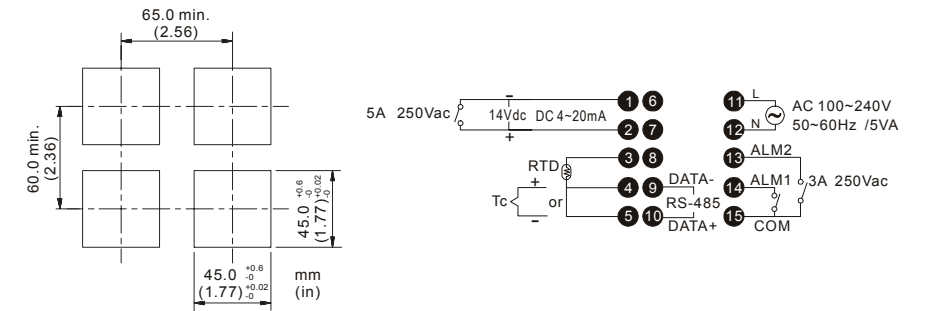 65.0 min.
(2.56)
60.0 min.
(2.36)
45.0 +0.6 -0
(1.77) +0.02 -0
45.0 +0.6 -0
(1.77) +0.02 -0
mm
(in)
5A 250Vac
-
14Vdc DC 4~20mA
+
1 6
2 7
RTD
3 8
Tc
+
or
-
4 9 DATA-
RS-485
5 10 DATA+
11 L
AC 100~240V
12 N
50~60Hz /5VA
13 ALM2
14 ALM1
3A 250Vac
15 COM